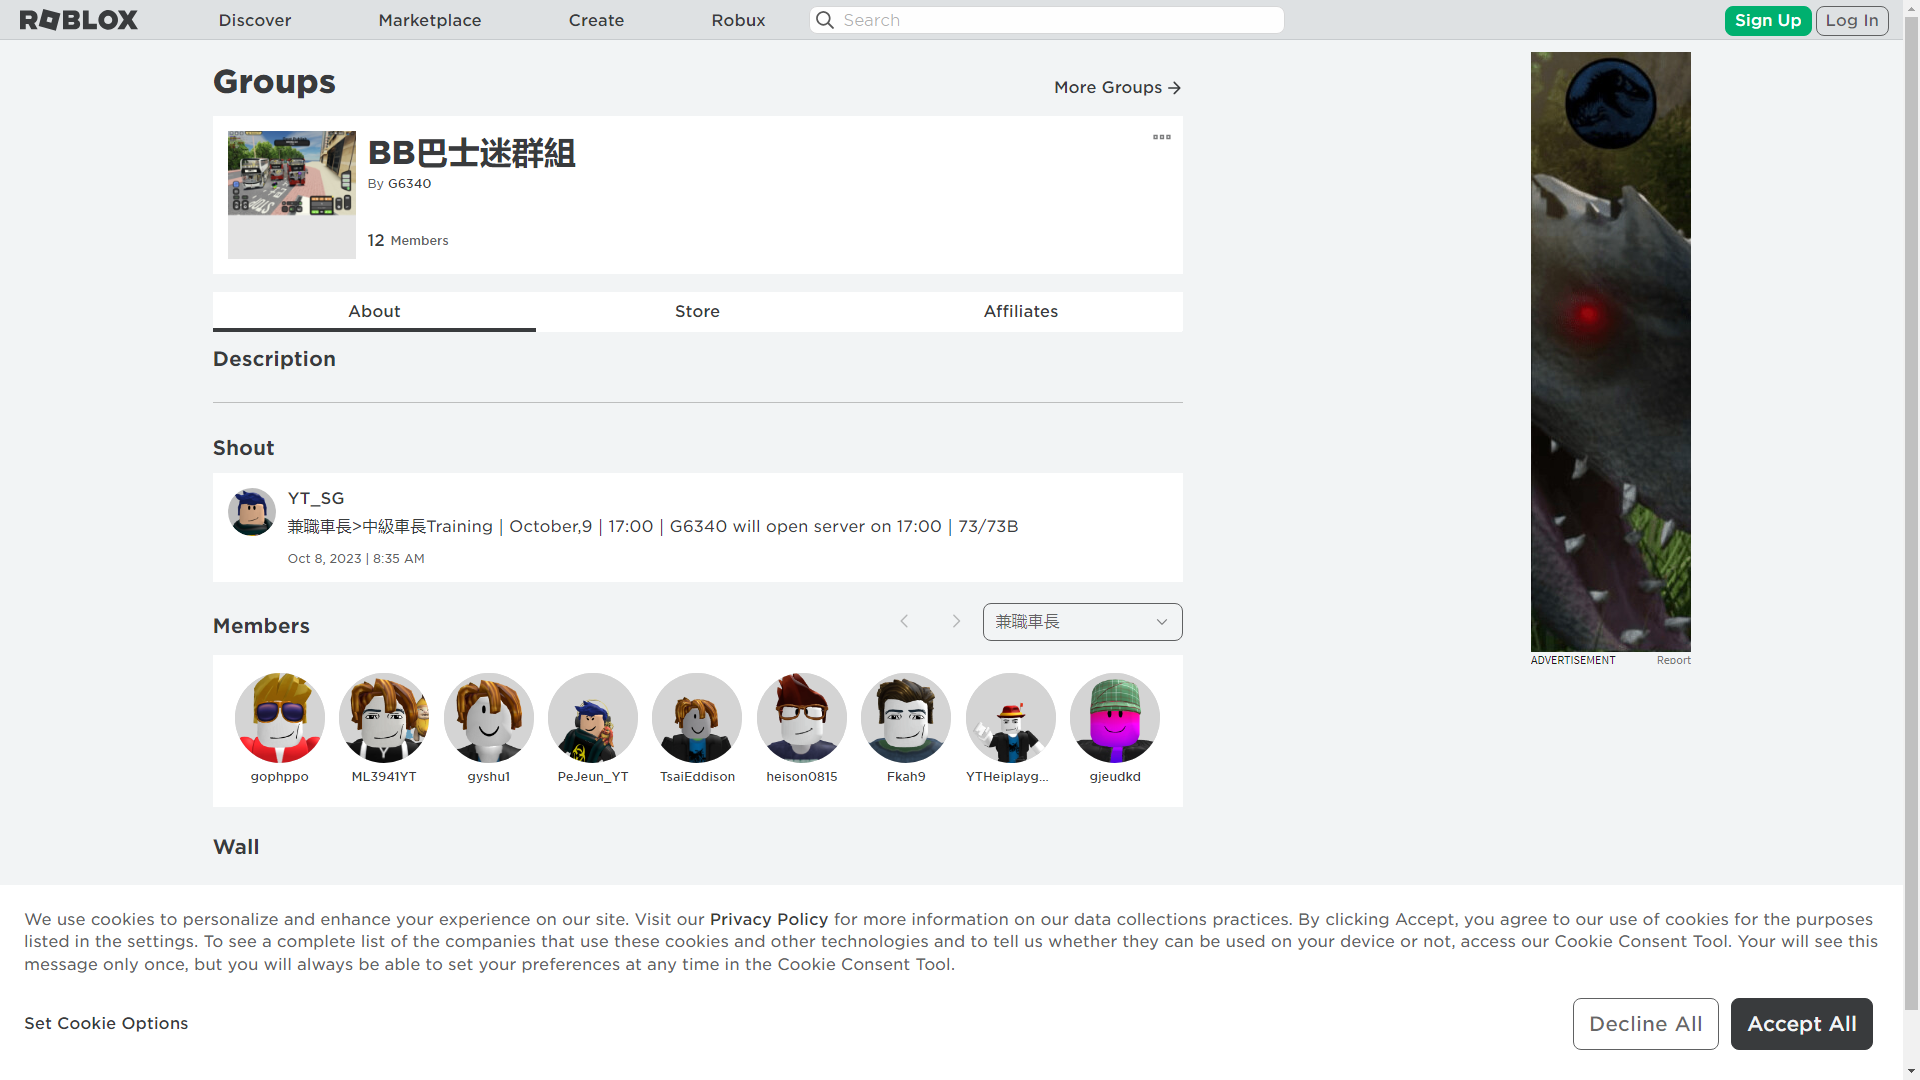 ROBLOX
Discover
Marketplace
Create
Robux
Search
Sign Up
Log In
Groups
More Groups
BB巴士迷群組
By G6340
12 Members
About
Store
Affiliates
Description
Shout
YT_SG
兼職車長>中級車長Training | October,9 | 17:00 | G6340 will open server on 17:00 | 73/73B
Oct 8, 2023 | 8:35 AM
ADVERTISEMENT
Report
Members
兼職車長
gophppo
ML3941YT
gyshu1
PeJeun_YT
TsaiEddison
heison0815
Fkah9
YTHeiplayg...
gjeudkd
Wall
We use cookies to personalize and enhance your experience on our site. Visit our Privacy Policy for more information on our data collections practices. By clicking Accept, you agree to our use of cookies for the purposes
listed in the settings. To see a complete list of the companies that use these cookies and other technologies and to tell us whether they can be used on your device or not, access our Cookie Consent Tool. Your will see this
message only once, but you will always be able to set your preferences at any time in the Cookie Consent Tool.
Set Cookie Options
Decline All
Accept All